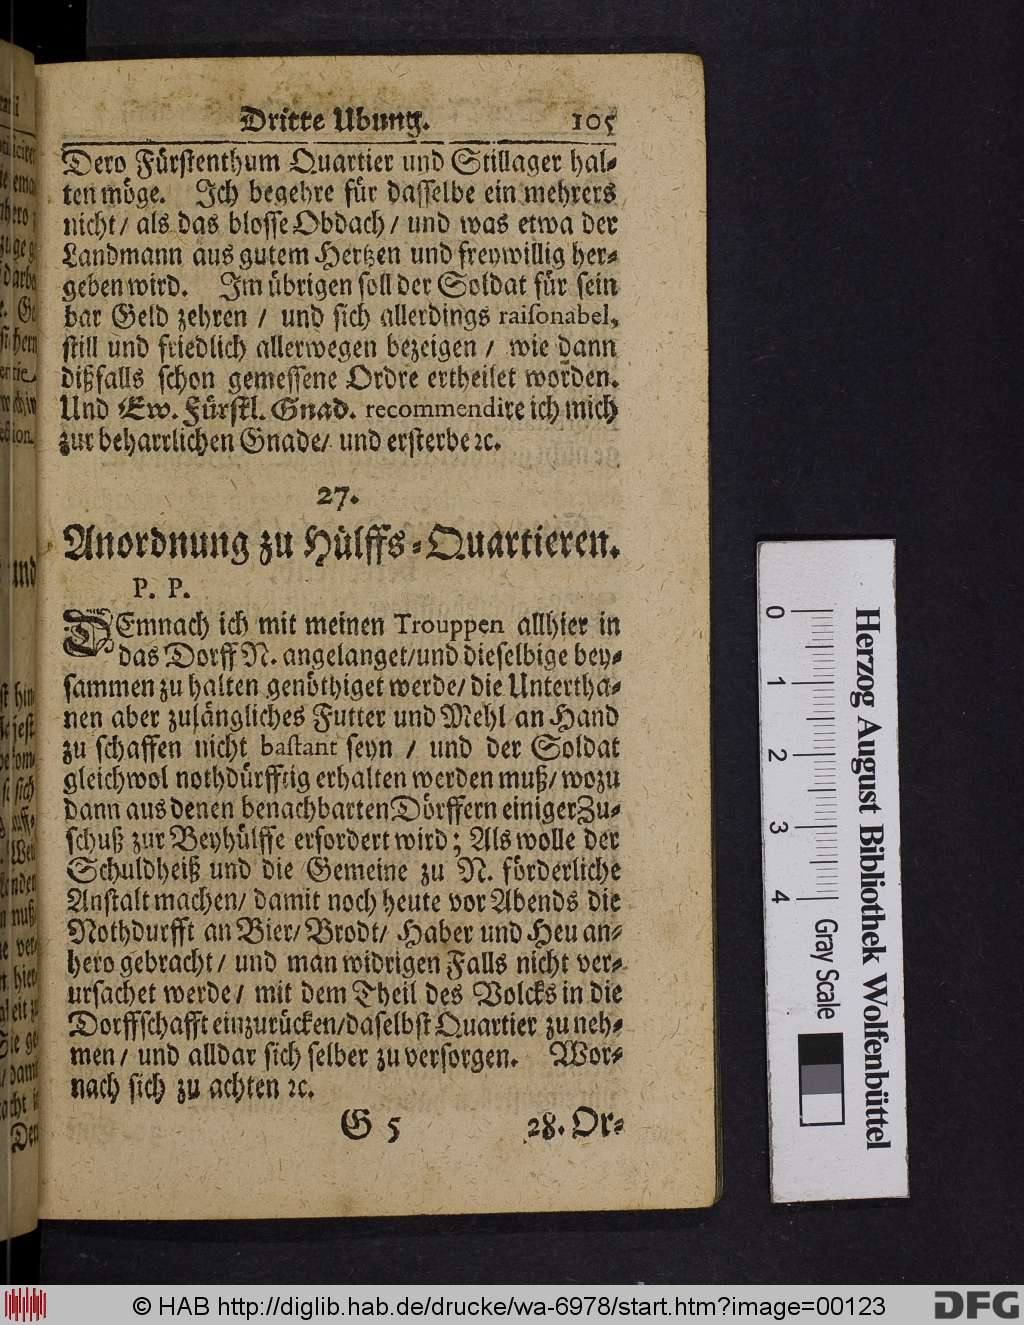 Dritte Ubung. 105
Dero Fürstenthum Quartier und Stillager hal-
ten möge. Ich begehre für dasselbe ein mehrers
nicht/ als das blosse Obdach/ und was etwa der
Landmann aus gutem Hertzen und freywillig her-
geben wird. Im übrigen soll der Soldat für sein
bar Geld zehren / und sich allerdings raisonabel,
still und friedlich allerwegen bezeigen / wie dann
dißfalls schon gemessene Ordre ertheilet worden.
Und Ew. Fürstl. Gnad. recommendire ich mich
zur beharrlichen Gnade/ und ersterbe ꝛc.
27.
Anordnung zu Hülffs-Quartieren.
P. P.
DEmnach ich mit meinen Trouppen allhier in
das Dorff N. angelanget/und dieselbige bey-
sammen zu halten genöthiget werde/ die Untertha-
nen aber zulängliches Futter und Mehl an Hand
zu schaffen nicht bastant seyn / und der Soldat
gleichwol nothdürfftig erhalten werden muß/ wozu
dann aus denen benachbarten Dörffern einiger Zu-
schuß zur Beyhülffe erfordert wird; Als wolle der
Schuldheiß und die Gemeine zu N. förderliche
Anstalt machen/ damit noch heute vor Abends die
Nothdurfft an Bier/ Brodt/ Haber und Heu an-
hero gebracht/ und man widrigen Falls nicht ver-
ursachet werde/ mit dem Theil des Volcks in die
Dorffschafft einzurücken/daselbst Quartier zu neh-
men/ und alldar sich selber zu versorgen. Wor-
nach sich zu achten ꝛc.
G 5 28. Or-
0 1 2 3 4 Gray Scale
Herzog August Bibliothek Wolfenbüttel
© HAB http://diglib.hab.de/drucke/wa-6978/start.htm?image=00123
DFG